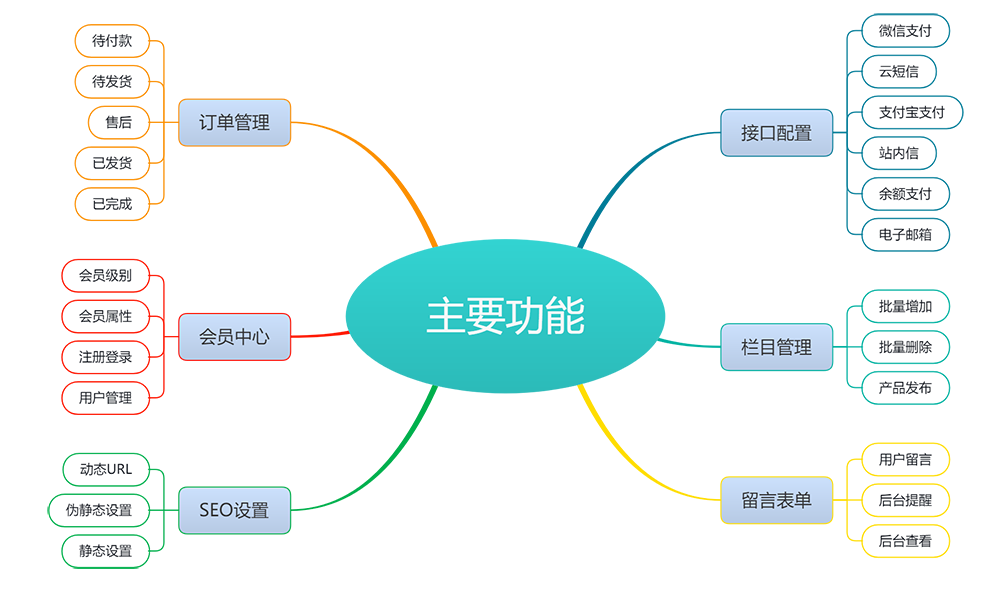 主要功能
订单管理
待付款
待发货
售后
已发货
已完成
会员中心
会员级别
会员属性
注册登录
用户管理
SEO设置
动态URL
伪静态设置
静态设置
接口配置
微信支付
云短信
支付宝支付
站内信
余额支付
电子邮箱
栏目管理
批量增加
批量删除
产品发布
留言表单
用户留言
后台提醒
后台查看